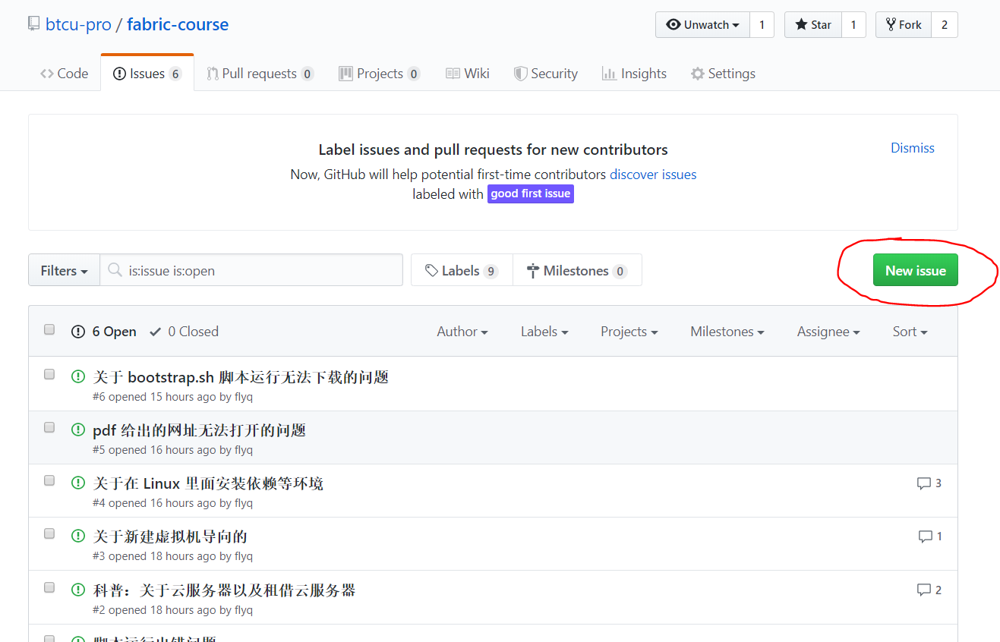 btcu-pro / fabric-course
Unwatch 1 Star 1 Fork 2
Code Issues 6 Pull requests 0 Projects 0 Wiki Security Insights Settings
Label issues and pull requests for new contributors
Dismiss
Now, GitHub will help potential first-time contributors discover issues
labeled with good first issue
Filters is:issue is:open Labels 9 Milestones 0 New issue
6 Open 0 Closed Author Labels Projects Milestones Assignee Sort
关于 bootstrap.sh 脚本运行无法下载的问题
#6 opened 15 hours ago by flyq
pdf 给出的网址无法打开的问题
#5 opened 16 hours ago by flyq
关于在 Linux 里面安装依赖等环境 3
#4 opened 16 hours ago by flyq
关于新建虚拟机导向的 1
#3 opened 18 hours ago by flyq
科普：关于云服务器以及租借云服务器 2
#2 opened 18 hours ago by flyq
脚本运行出错问题